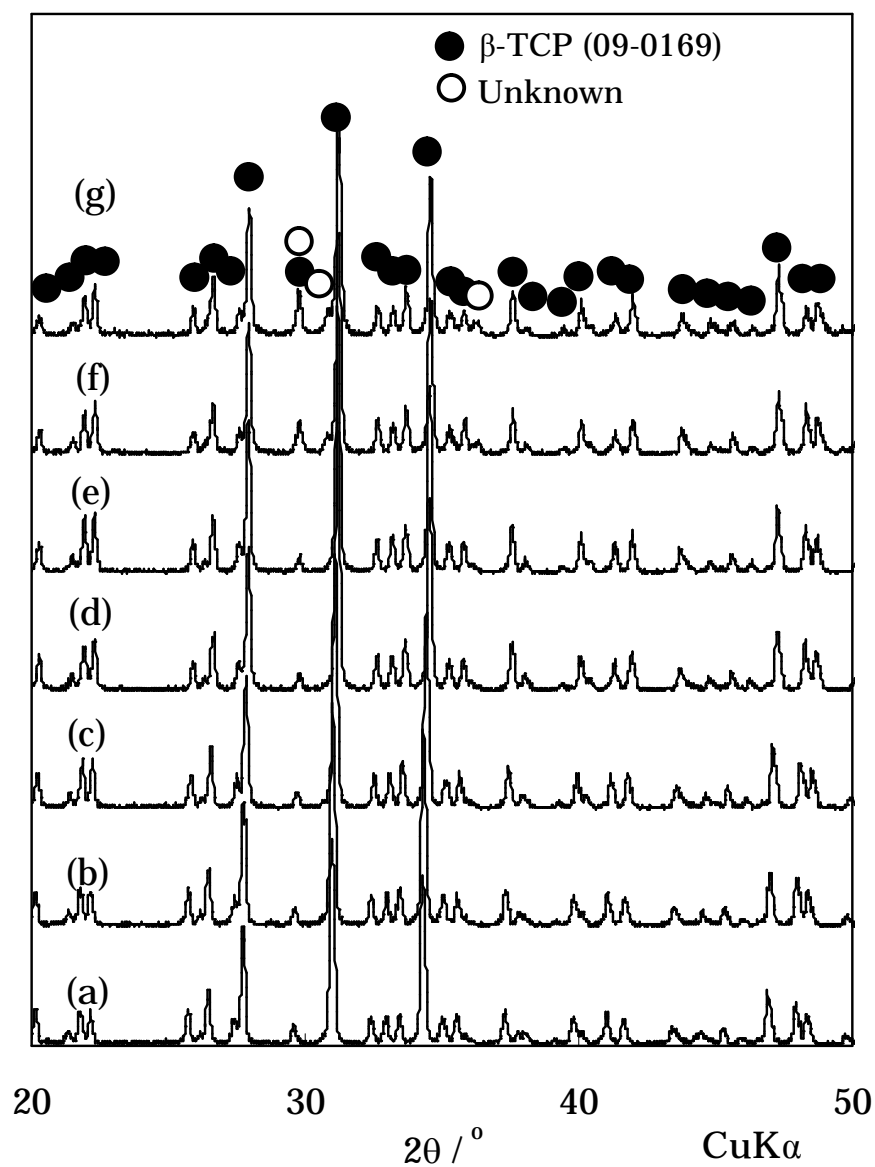 β-TCP (09-0169)
Unknown
(g)
(f)
(e)
(d)
(c)
(b)
(a)
20 30 40 50
2θ / ° CuKα